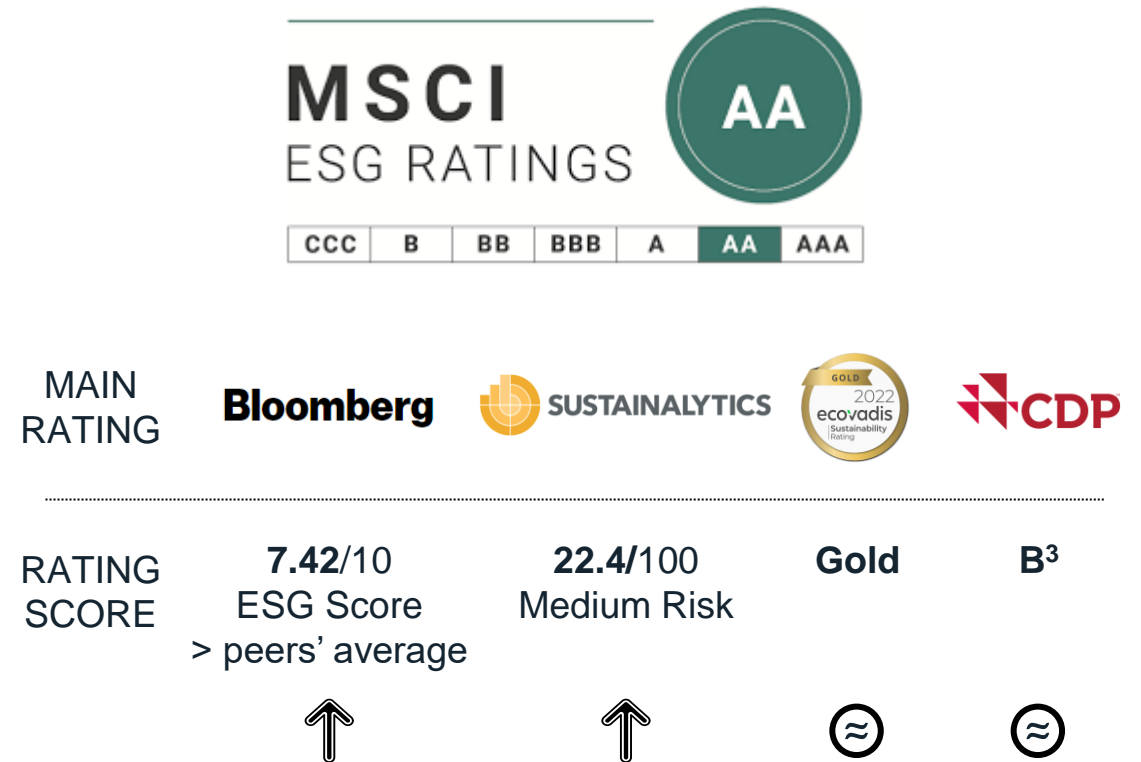 MSCI
ESG RATINGS
AA
CCC B BB BBB A AA AAA
MAIN
RATING
Bloomberg
SUSTAINALYTICS
GOLD
2022
ecovadis
Sustainability
Rating
CDP
RATING
SCORE
7.42/10
ESG Score
> peers’ average
22.4/100
Medium Risk
Gold
B³
≈
≈